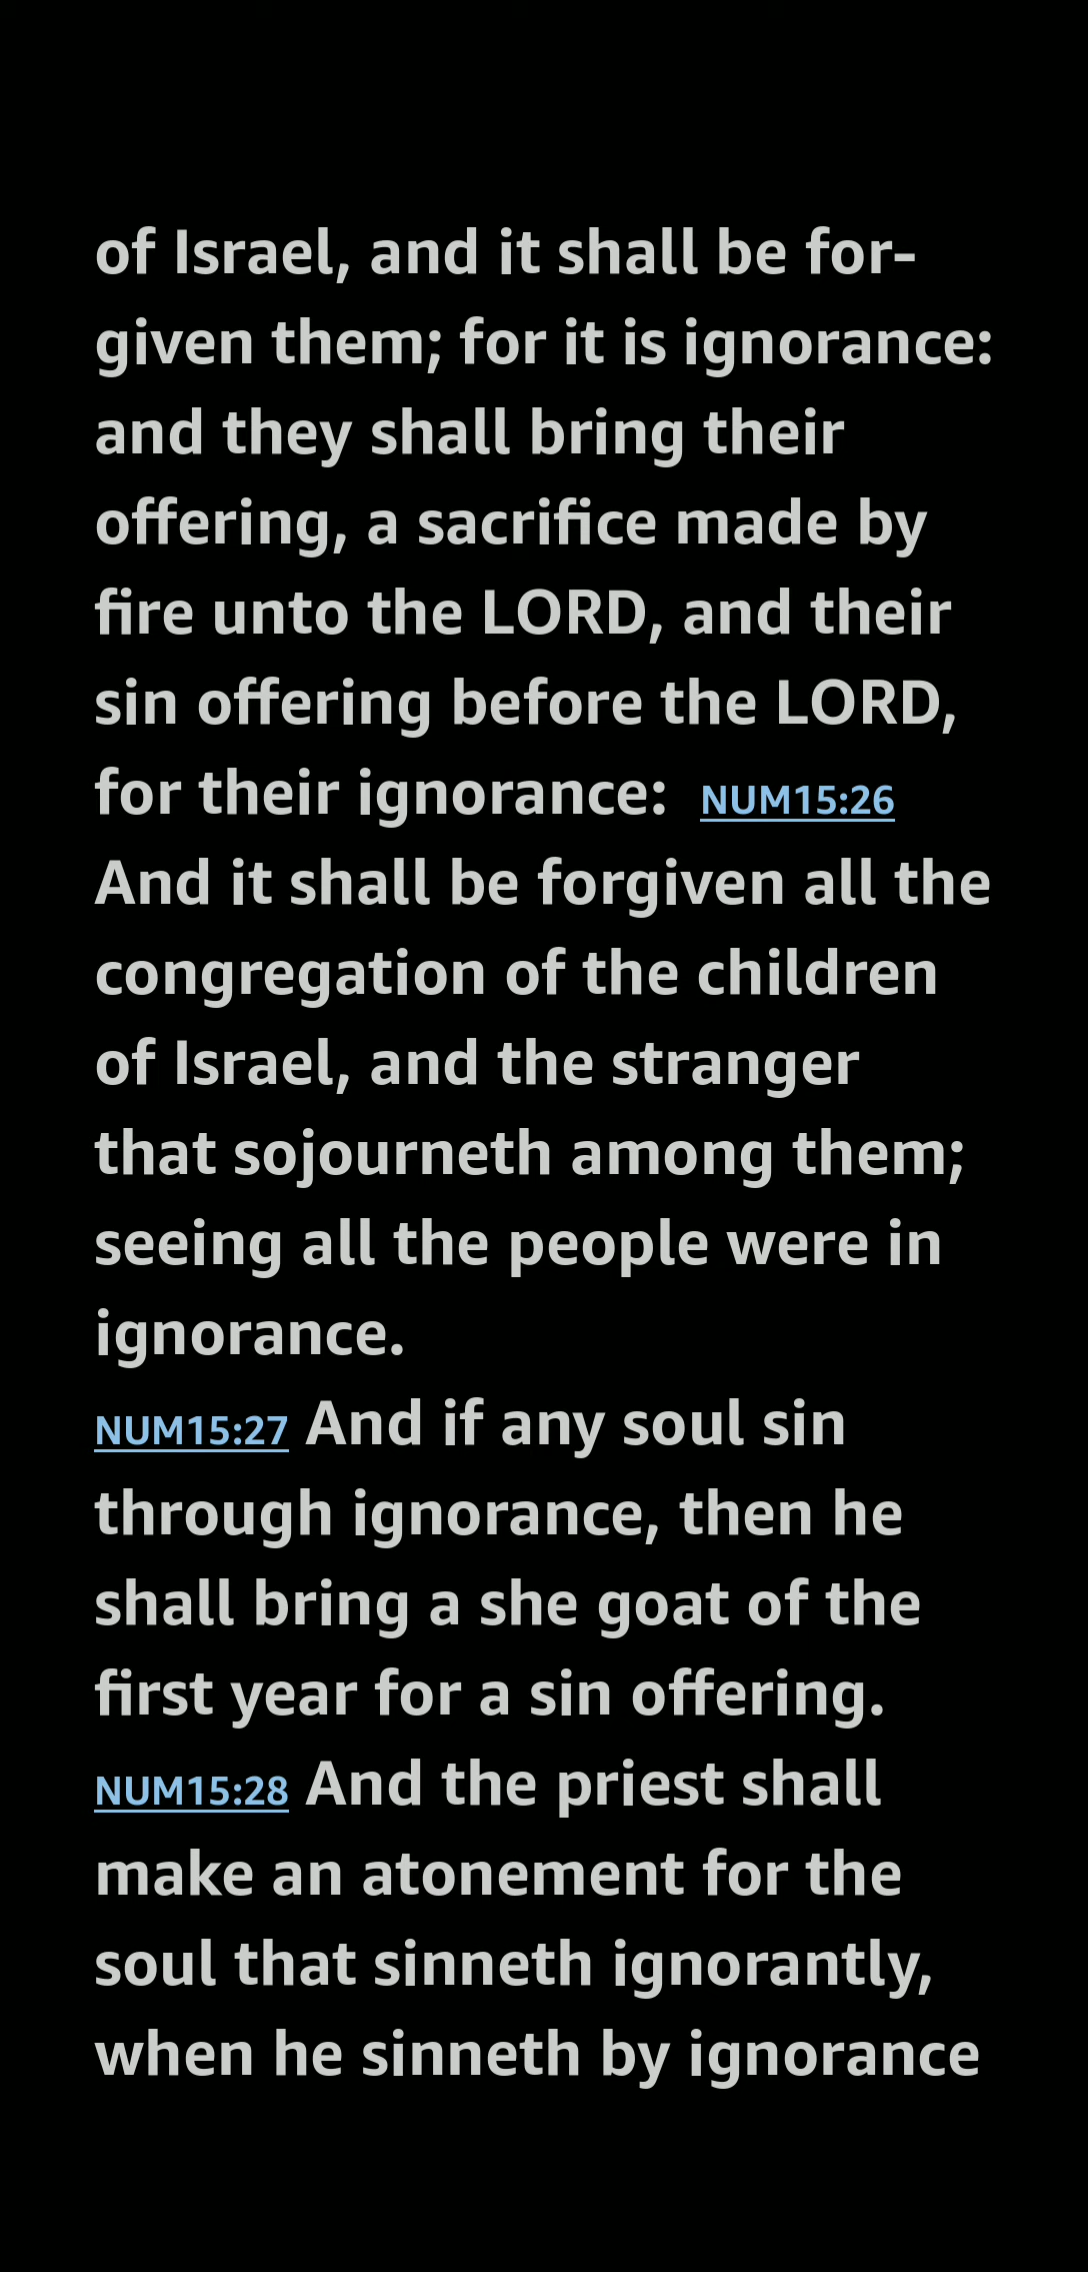 of Israel, and it shall be for-
given them; for it is ignorance:
and they shall bring their
offering, a sacrifice made by
fire unto the LORD, and their
sin offering before the LORD,
for their ignorance: NUM15:26
And it shall be forgiven all the
congregation of the children
of Israel, and the stranger
that sojourneth among them;
seeing all the people were in
ignorance.
NUM15:27 And if any soul sin
through ignorance, then he
shall bring a she goat of the
first year for a sin offering.
NUM15:28 And the priest shall
make an atonement for the
soul that sinneth ignorantly,
when he sinneth by ignorance